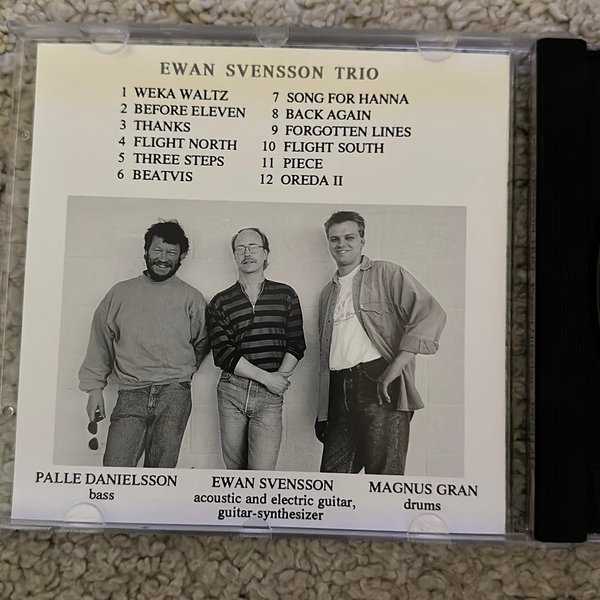 EWAN SVENSSON TRIO
1 WEKA WALTZ
2 BEFORE ELEVEN
3 THANKS
4 FLIGHT NORTH
5 THREE STEPS
6 BEATVIS
7 SONG FOR HANNA
8 BACK AGAIN
9 FORGOTTEN LINES
10 FLIGHT SOUTH
11 PIECE
12 OREDA II
PALLE DANIELSSON
bass
EWAN SVENSSON
acoustic and electric guitar,
guitar-synthesizer
MAGNUS GRAN
drums